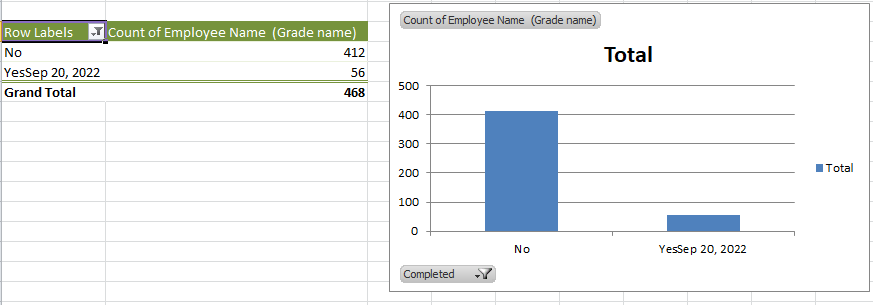 Row Labels Count of Employee Name (Grade name)
No 412
YesSep 20, 2022 56
Grand Total 468
Count of Employee Name (Grade name)
Total
500
400
300
200
100
0
No YesSep 20, 2022
Total
Completed